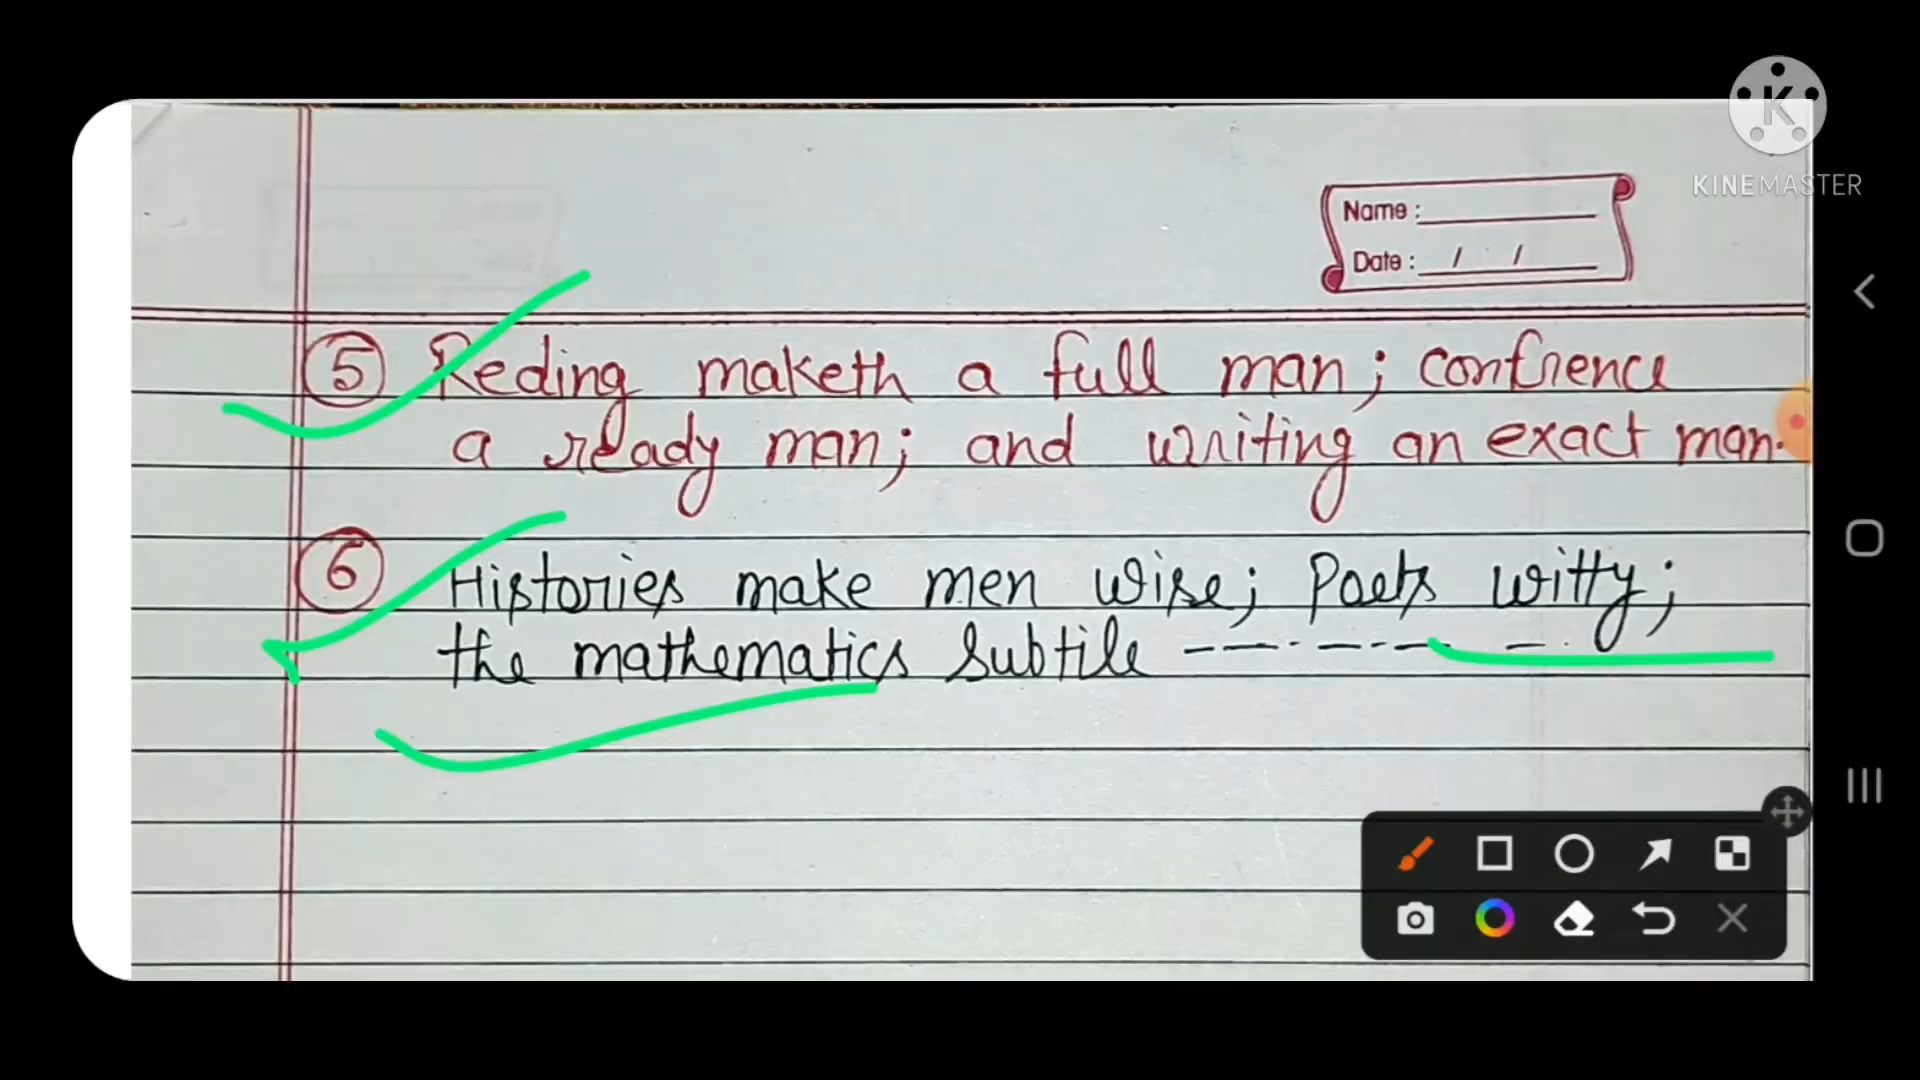 KINEMASTER
Name :
Date : / /
5 Reding maketh a full man; confrence
a ready man; and writing an exact man.
6 Histories make men wise; Poets witty;
the mathematics subtile